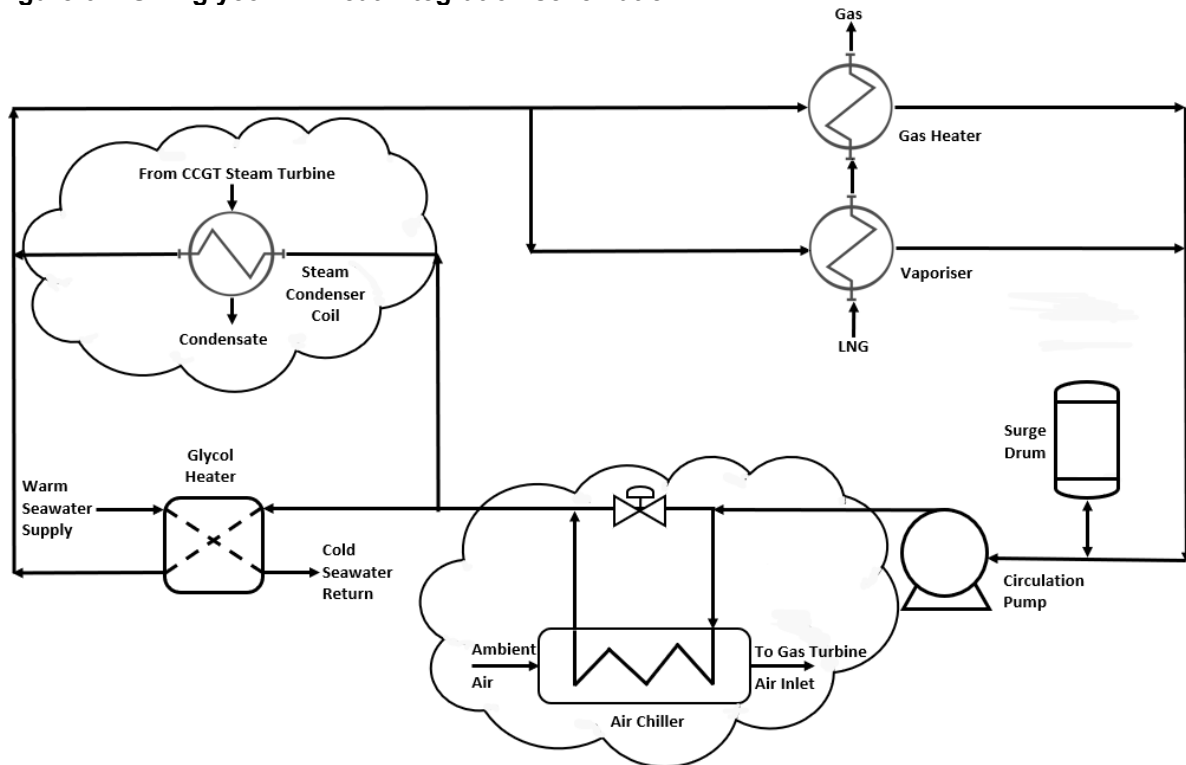 Gas
Gas Heater
From CCGT Steam Turbine
Steam
Condenser
Coil
Condensate
Vaporiser
LNG
Surge
Drum
Glycol
Heater
Warm
Seawater
Supply
Cold
Seawater
Return
Circulation
Pump
Ambient
Air
To Gas Turbine
Air Inlet
Air Chiller